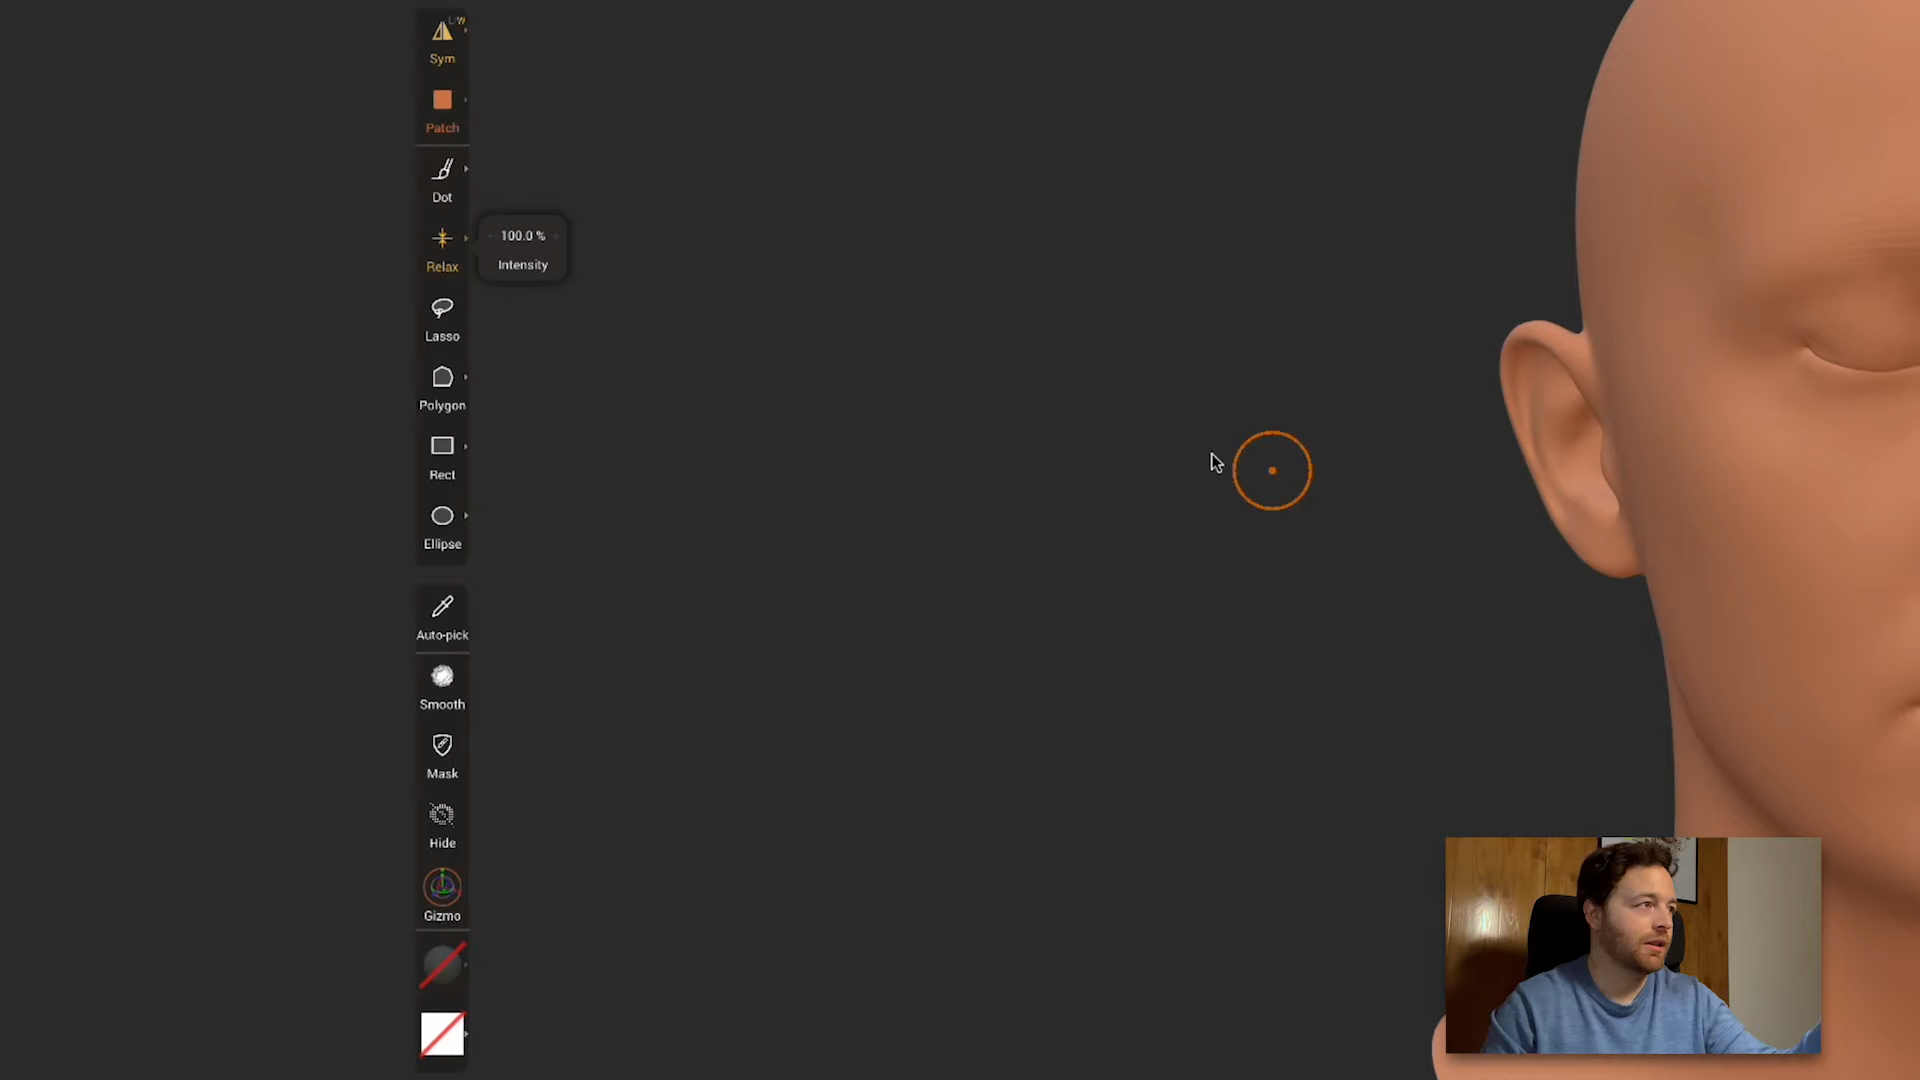 L/W
Sym
Patch
Dot
100.0 %
Relax
Intensity
Lasso
Polygon
Rect
Ellipse
Auto-pick
Smooth
Mask
Hide
Gizmo